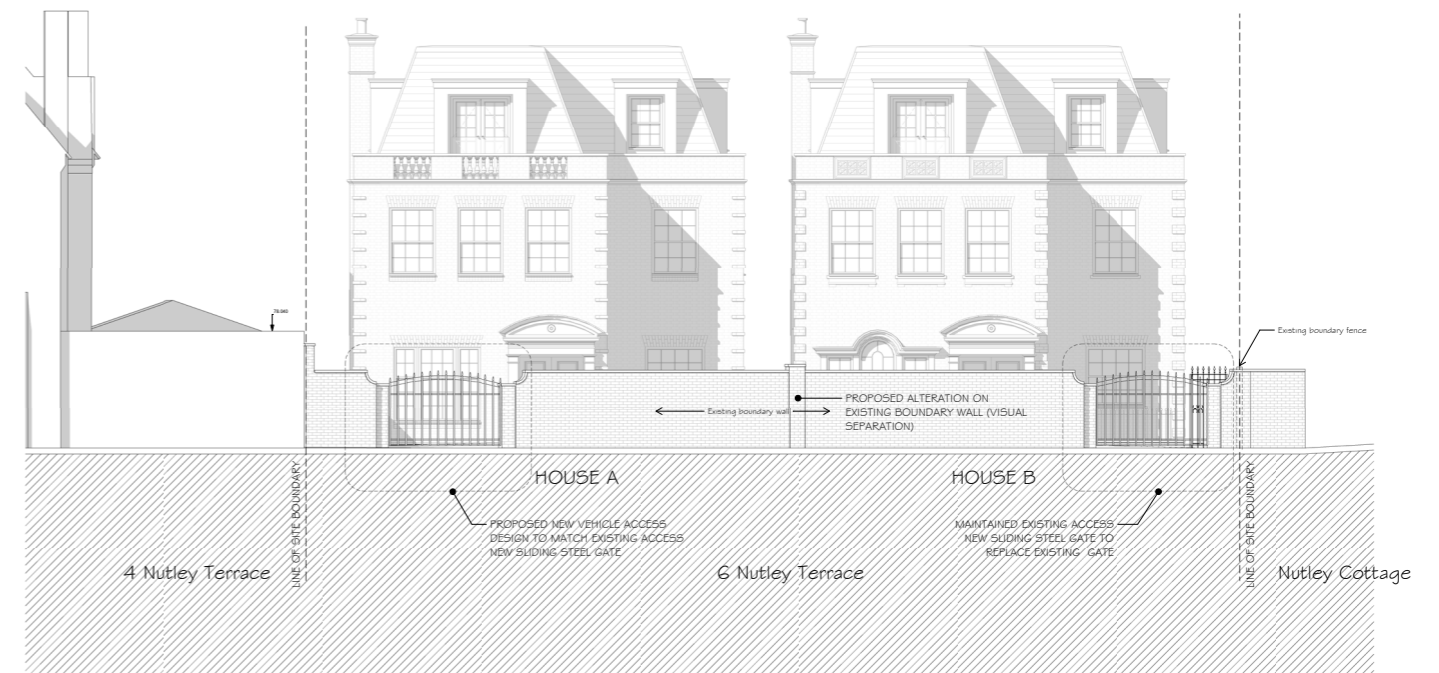 78.940
Existing boundary fence
PROPOSED ALTERATION ON
EXISTING BOUNDARY WALL (VISUAL
SEPARATION)
Existing boundary wall
HOUSE A
HOUSE B
LINE OF SITE BOUNDARY
PROPOSED NEW VEHICLE ACCESS
DESIGN TO MATCH EXISTING ACCESS
NEW SLIDING STEEL GATE
MAINTAINED EXISTING ACCESS
NEW SLIDING STEEL GATE TO
REPLACE EXISTING GATE
LINE OF SITE BOUNDARY
4 Nutley Terrace
6 Nutley Terrace
Nutley Cottage